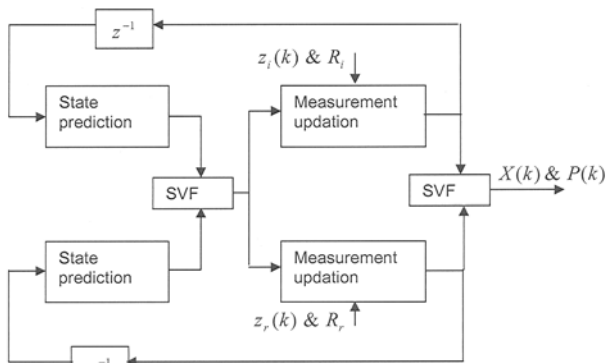 z⁻¹
z_i(k) & R_i
State
prediction
Measurement
updation
SVF
SVF
X(k) & P(k)
State
prediction
Measurement
updation
z_r(k) & R_r